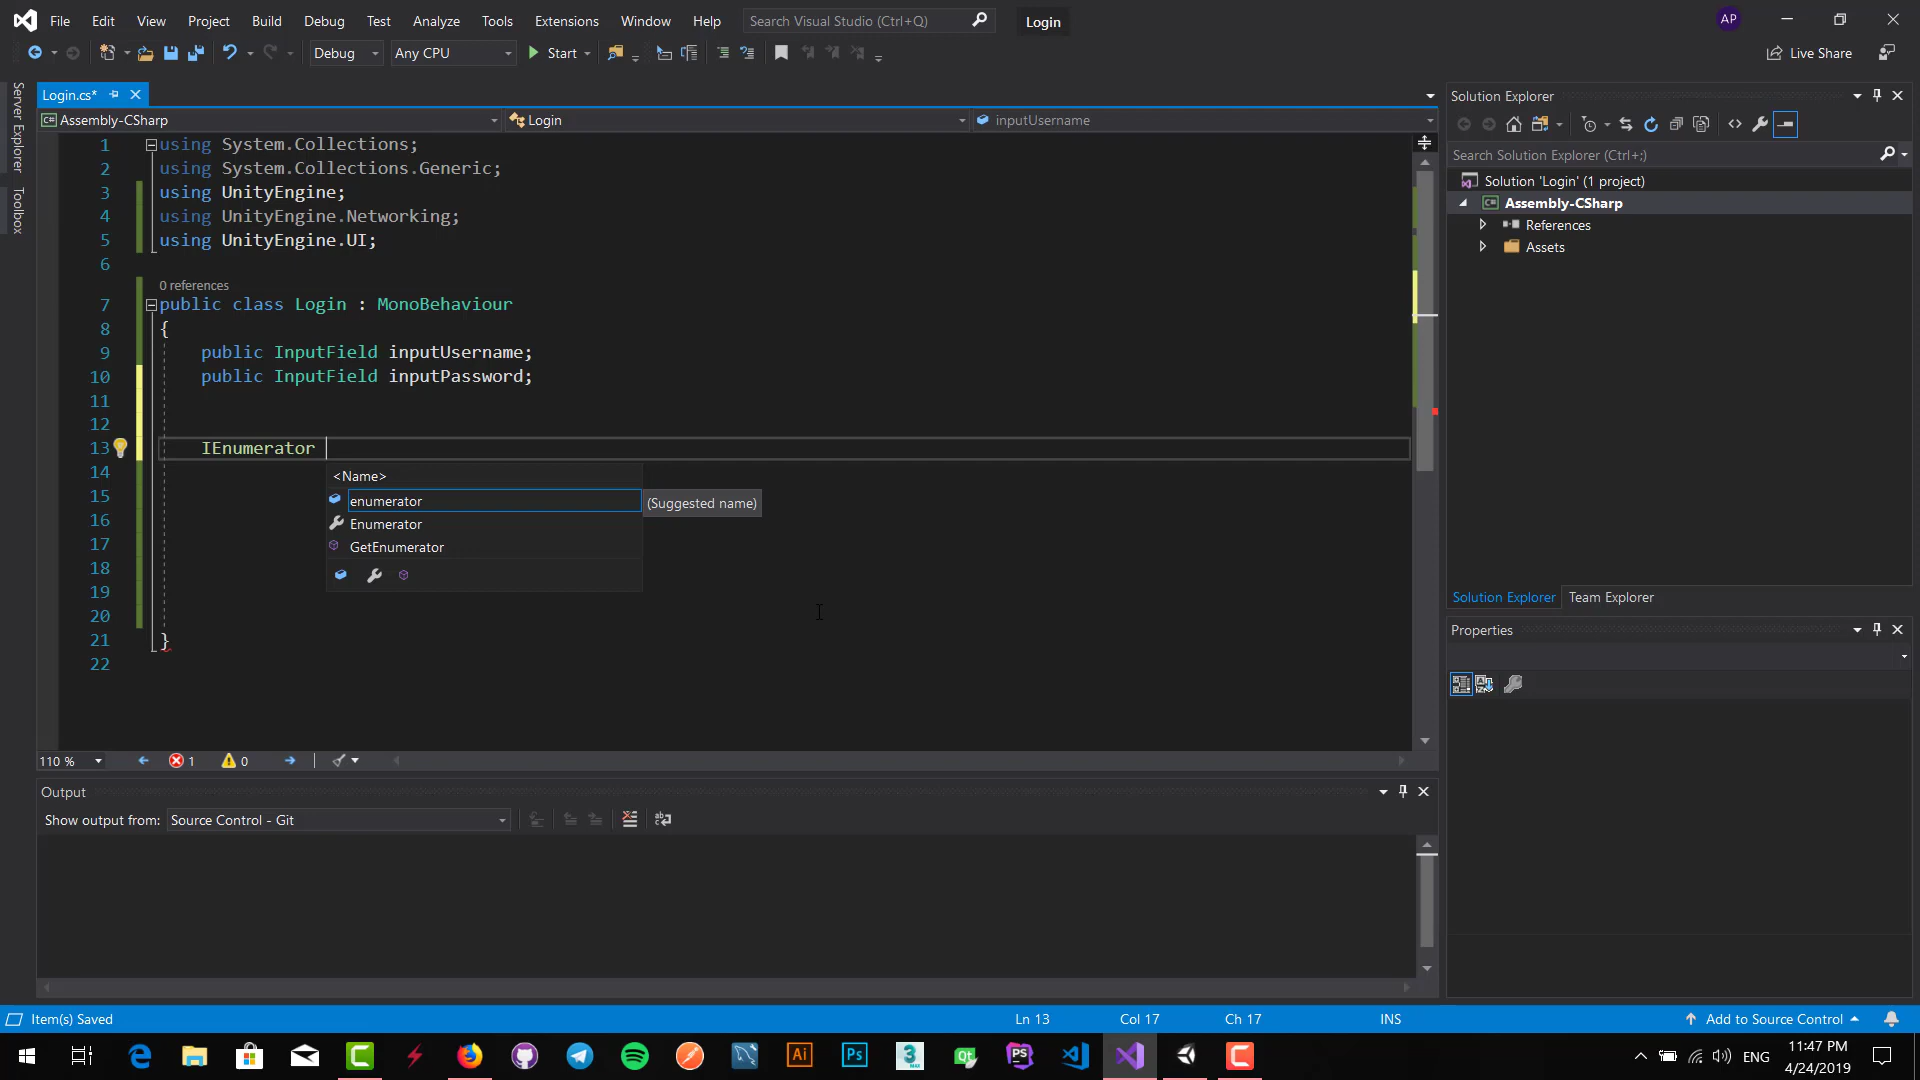 File Edit View Project Build Debug Test Analyze Tools Extensions Window Help Search Visual Studio (Ctrl+Q) Login AP
Debug Any CPU Start Live Share
Server Explorer
Toolbox
Login.cs*
C# Assembly-CSharp Login inputUsername
1 using System.Collections;
2 using System.Collections.Generic;
3 using UnityEngine;
4 using UnityEngine.Networking;
5 using UnityEngine.UI;
6
0 references
7 public class Login : MonoBehaviour
8 {
9 public InputField inputUsername;
10 public InputField inputPassword;
11
12
13 IEnumerator
14
15
16
17
18
19
20
21 }
22
<Name>
enumerator (Suggested name)
Enumerator
GetEnumerator
110 % 1 0
Output
Show output from: Source Control - Git
Solution Explorer
Search Solution Explorer (Ctrl+;)
Solution 'Login' (1 project)
C# Assembly-CSharp
References
Assets
Solution Explorer Team Explorer
Properties
Item(s) Saved Ln 13 Col 17 Ch 17 INS Add to Source Control
Ai Ps 3 MAX Qt PS ENG 11:47 PM
4/24/2019